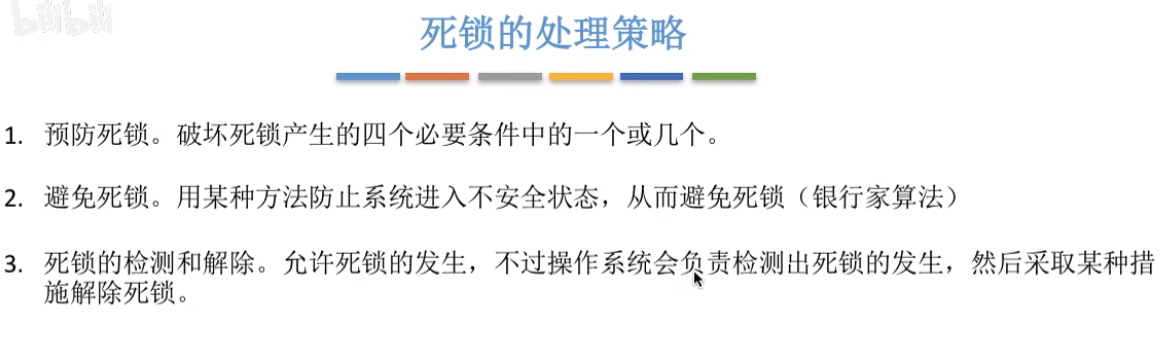 bilibili
死锁的处理策略
1. 预防死锁。破坏死锁产生的四个必要条件中的一个或几个。
2. 避免死锁。用某种方法防止系统进入不安全状态，从而避免死锁（银行家算法）
3. 死锁的检测和解除。允许死锁的发生，不过操作系统会负责检测出死锁的发生，然后采取某种措
施解除死锁。